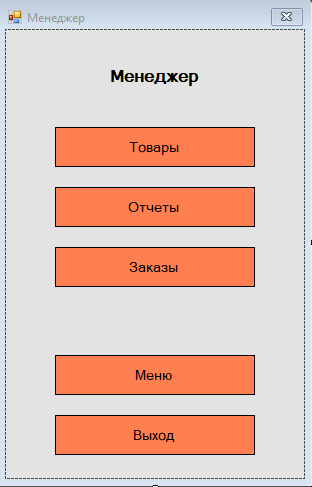 Менеджер
Менеджер
Товары
Отчеты
Заказы
Меню
Выход